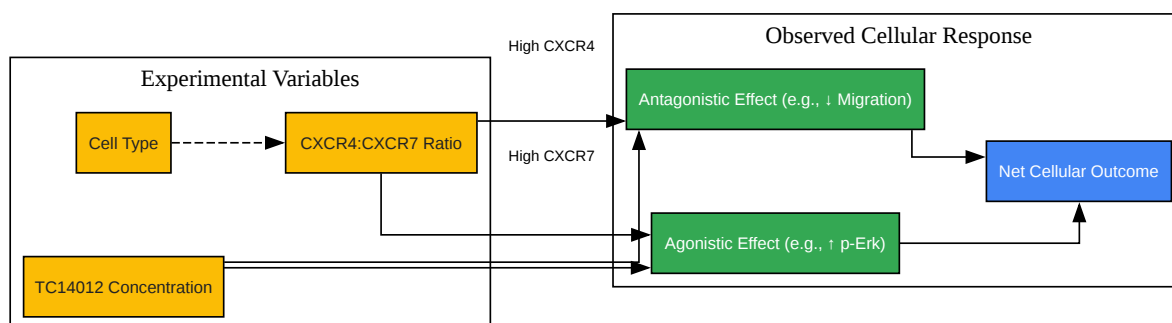 Experimental Variables
Cell Type
CXCR4:CXCR7 Ratio
TC14012 Concentration
High CXCR4
High CXCR7
Observed Cellular Response
Antagonistic Effect (e.g., ↓ Migration)
Agonistic Effect (e.g., ↑ p-Erk)
Net Cellular Outcome